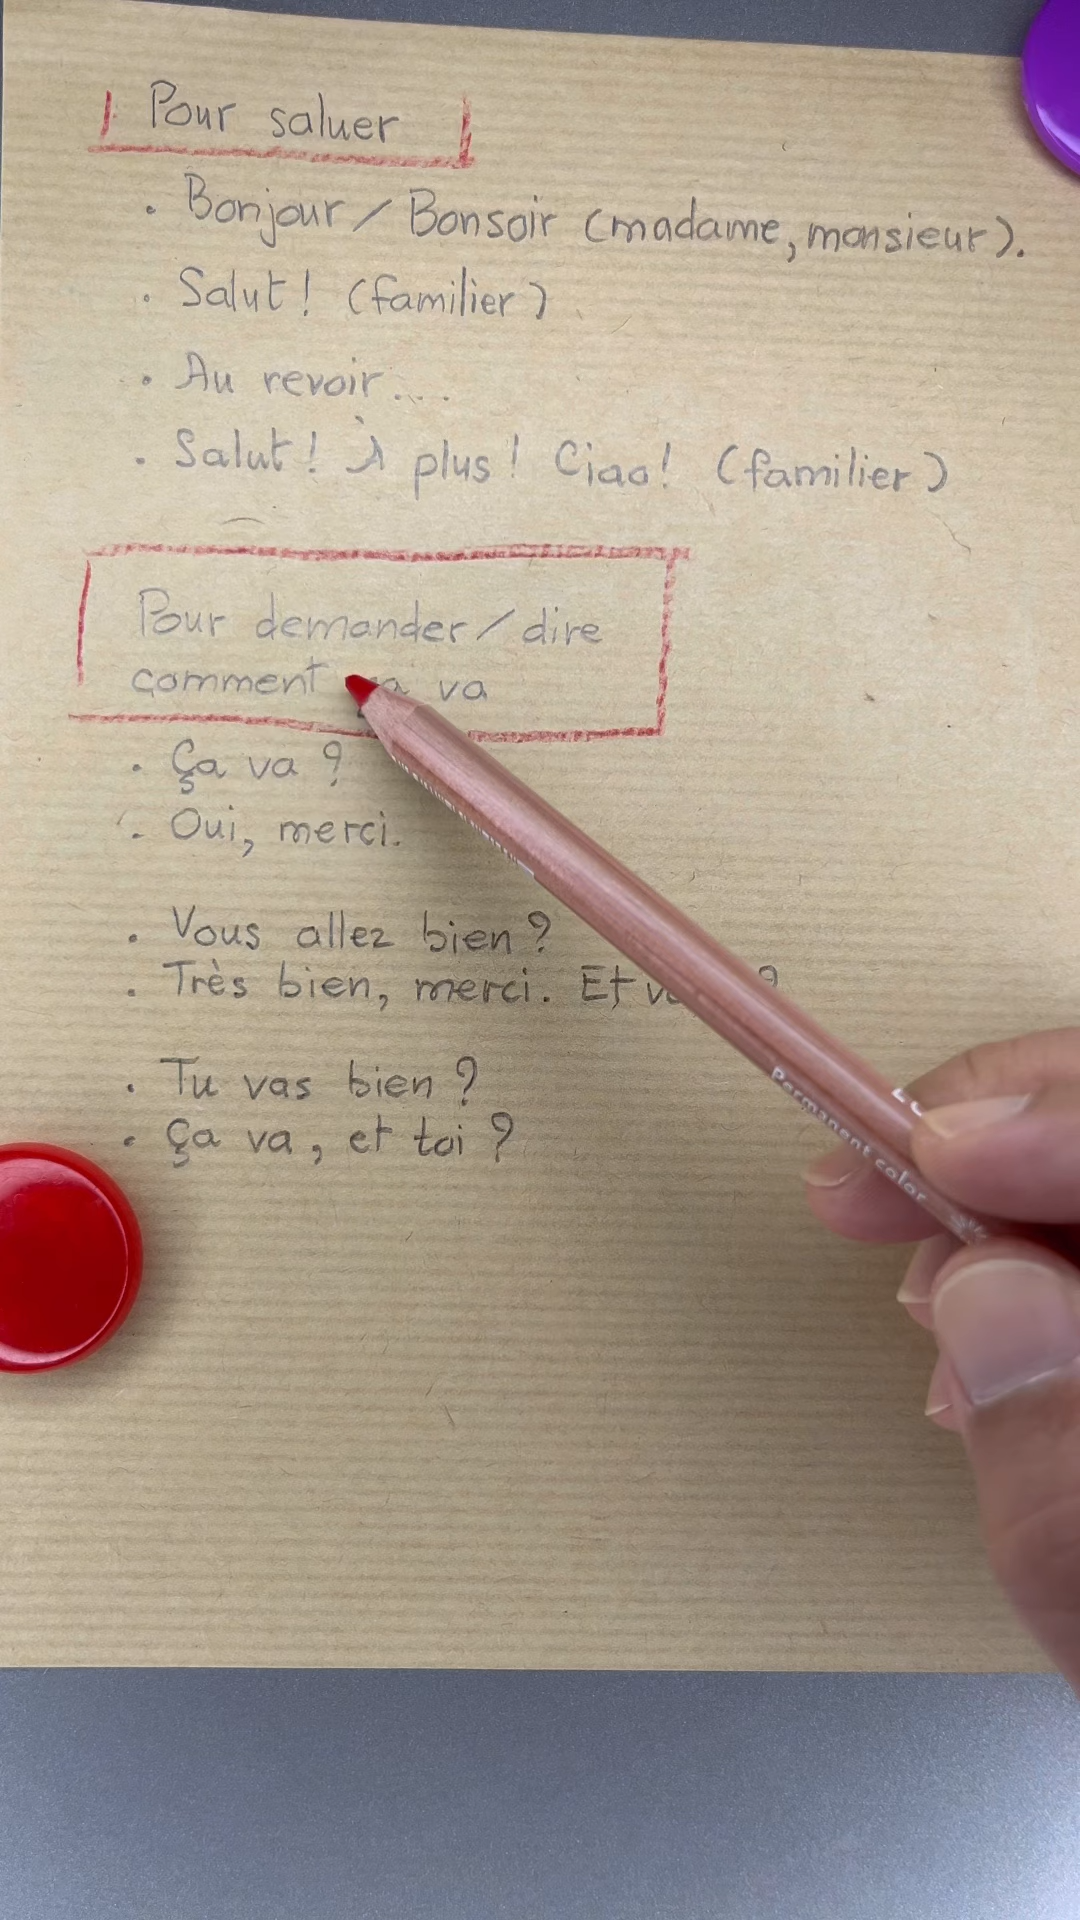 Pour saluer
. Bonjour / Bonsoir (madame, monsieur).
. Salut ! (familier)
. Au revoir...
. Salut ! À plus ! Ciao ! (familier)
Pour demander / dire
comment va
. Ça va ?
. Oui, merci.
. Vous allez bien ?
. Très bien, merci. Et ?
. Tu vas bien ?
. Ça va, et toi ?
Permanent color